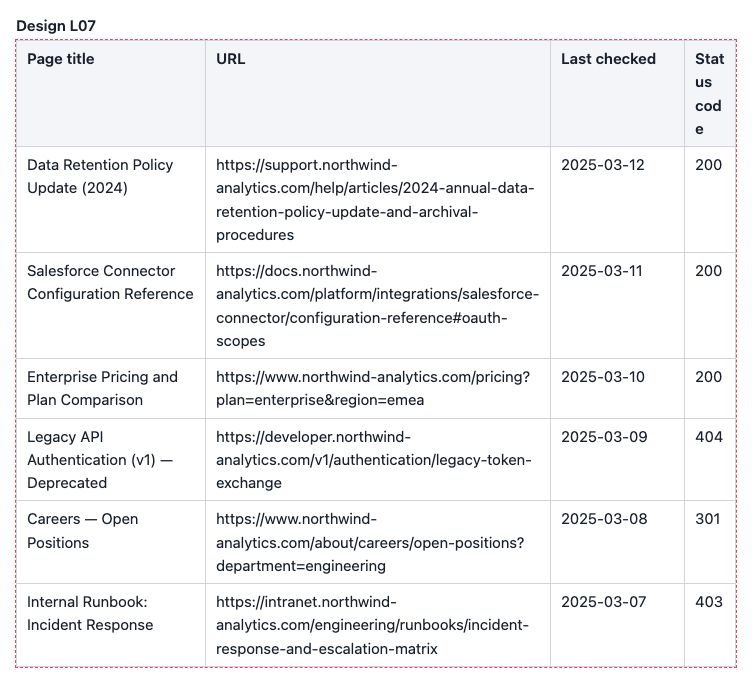 Design L07
Page title
URL
Last checked
Stat
us
cod
e
Data Retention Policy
Update (2024)
https://support.northwind-
analytics.com/help/articles/2024-annual-data-
retention-policy-update-and-archival-
procedures
2025-03-12
200
Salesforce Connector
Configuration Reference
https://docs.northwind-
analytics.com/platform/integrations/salesforce-
connector/configuration-reference#oauth-
scopes
2025-03-11
200
Enterprise Pricing and
Plan Comparison
https://www.northwind-analytics.com/pricing?
plan=enterprise&region=emea
2025-03-10
200
Legacy API
Authentication (v1) —
Deprecated
https://developer.northwind-
analytics.com/v1/authentication/legacy-token-
exchange
2025-03-09
404
Careers — Open
Positions
https://www.northwind-
analytics.com/about/careers/open-positions?
department=engineering
2025-03-08
301
Internal Runbook:
Incident Response
https://intranet.northwind-
analytics.com/engineering/runbooks/incident-
response-and-escalation-matrix
2025-03-07
403